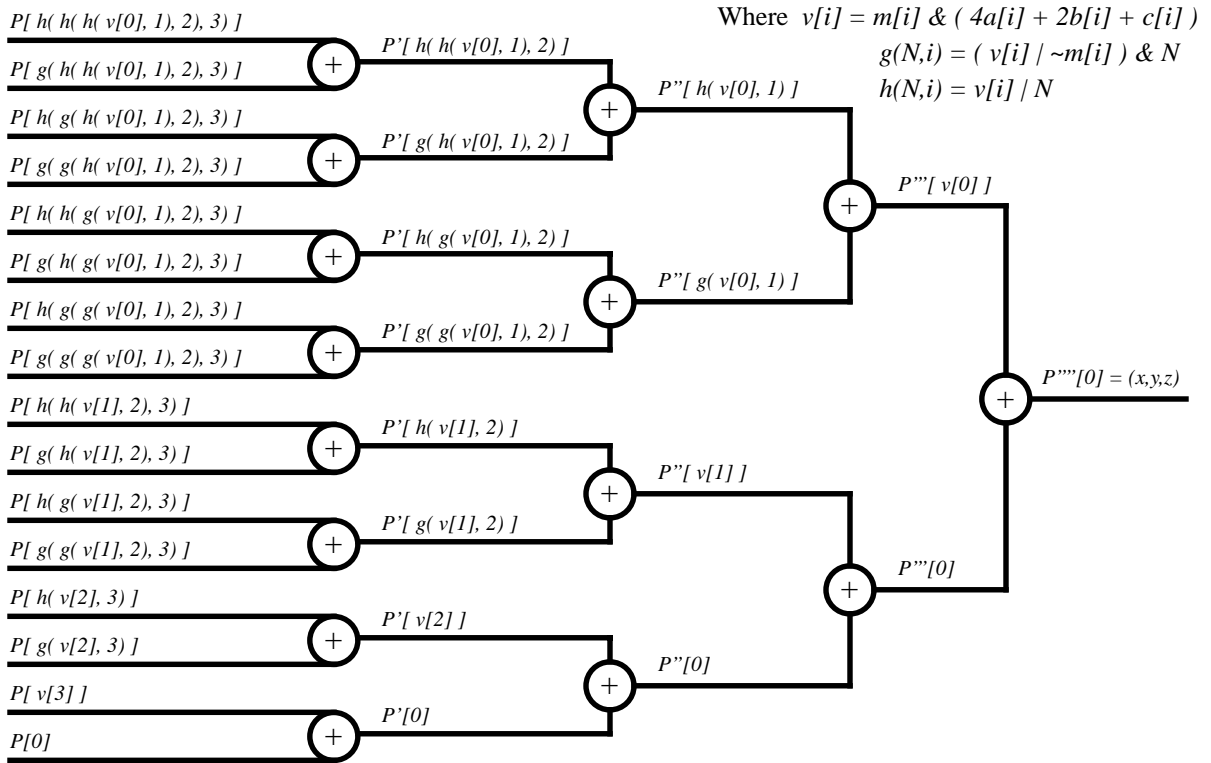 Where v[i] = m[i] & ( 4a[i] + 2b[i] + c[i] )
g(N,i) = ( v[i] | ~m[i] ) & N
h(N,i) = v[i] | N
P[ h( h( h( v[0], 1), 2), 3) ]
P[ g( h( h( v[0], 1), 2), 3) ]
P[ h( g( h( v[0], 1), 2), 3) ]
P[ g( g( h( v[0], 1), 2), 3) ]
P[ h( h( g( v[0], 1), 2), 3) ]
P[ g( h( g( v[0], 1), 2), 3) ]
P[ h( g( g( v[0], 1), 2), 3) ]
P[ g( g( g( v[0], 1), 2), 3) ]
P[ h( h( v[1], 2), 3) ]
P[ g( h( v[1], 2), 3) ]
P[ h( g( v[1], 2), 3) ]
P[ g( g( v[1], 2), 3) ]
P[ h( v[2], 3) ]
P[ g( v[2], 3) ]
P[ v[3] ]
P[0]
+
+
+
+
+
+
+
+
P'[ h( h( v[0], 1), 2) ]
P'[ g( h( v[0], 1), 2) ]
P'[ h( g( v[0], 1), 2) ]
P'[ g( g( v[0], 1), 2) ]
P'[ h( v[1], 2) ]
P'[ g( v[1], 2) ]
P'[ v[2] ]
P'[0]
+
+
+
+
P''[ h( v[0], 1) ]
P''[ g( v[0], 1) ]
P''[ v[1] ]
P''[0]
+
+
P'''[ v[0] ]
P'''[0]
+
P''''[0] = (x,y,z)